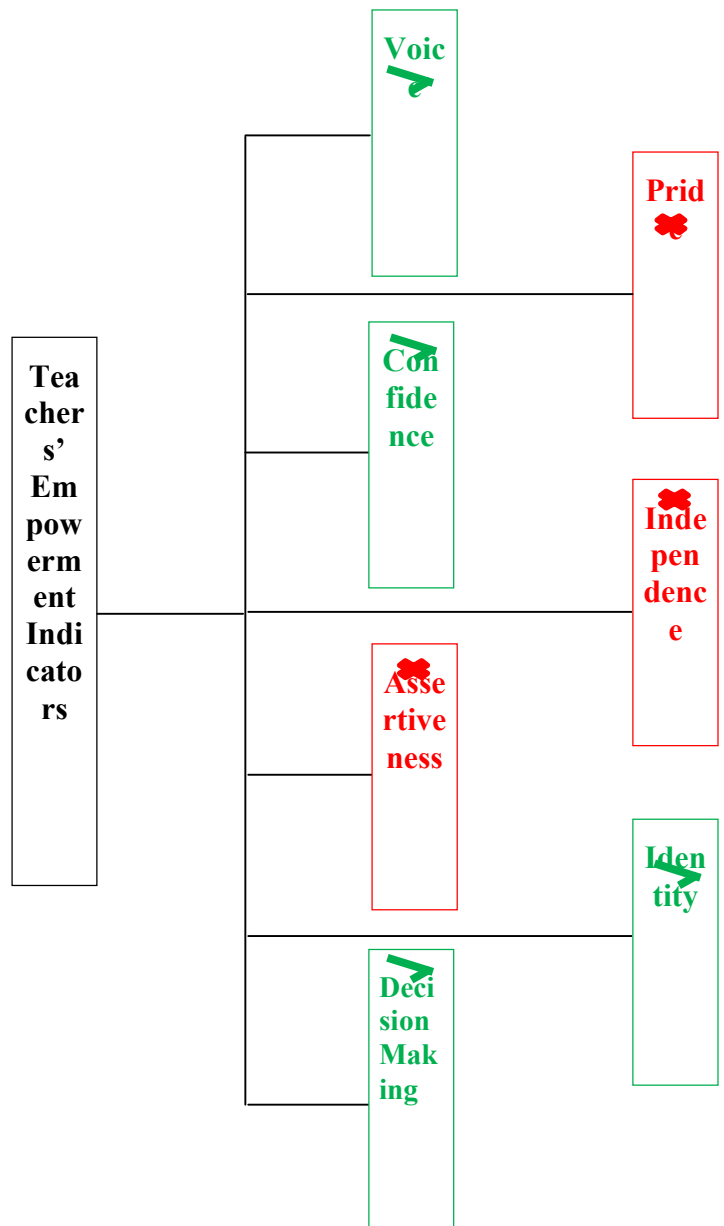 Voic
e
Prid
e
Con
fide
nce
Tea
cher
s’
Em
pow
erm
ent
Indi
cato
rs
Inde
pen
denc
e
Asse
rtive
ness
Iden
tity
Deci
sion
Mak
ing